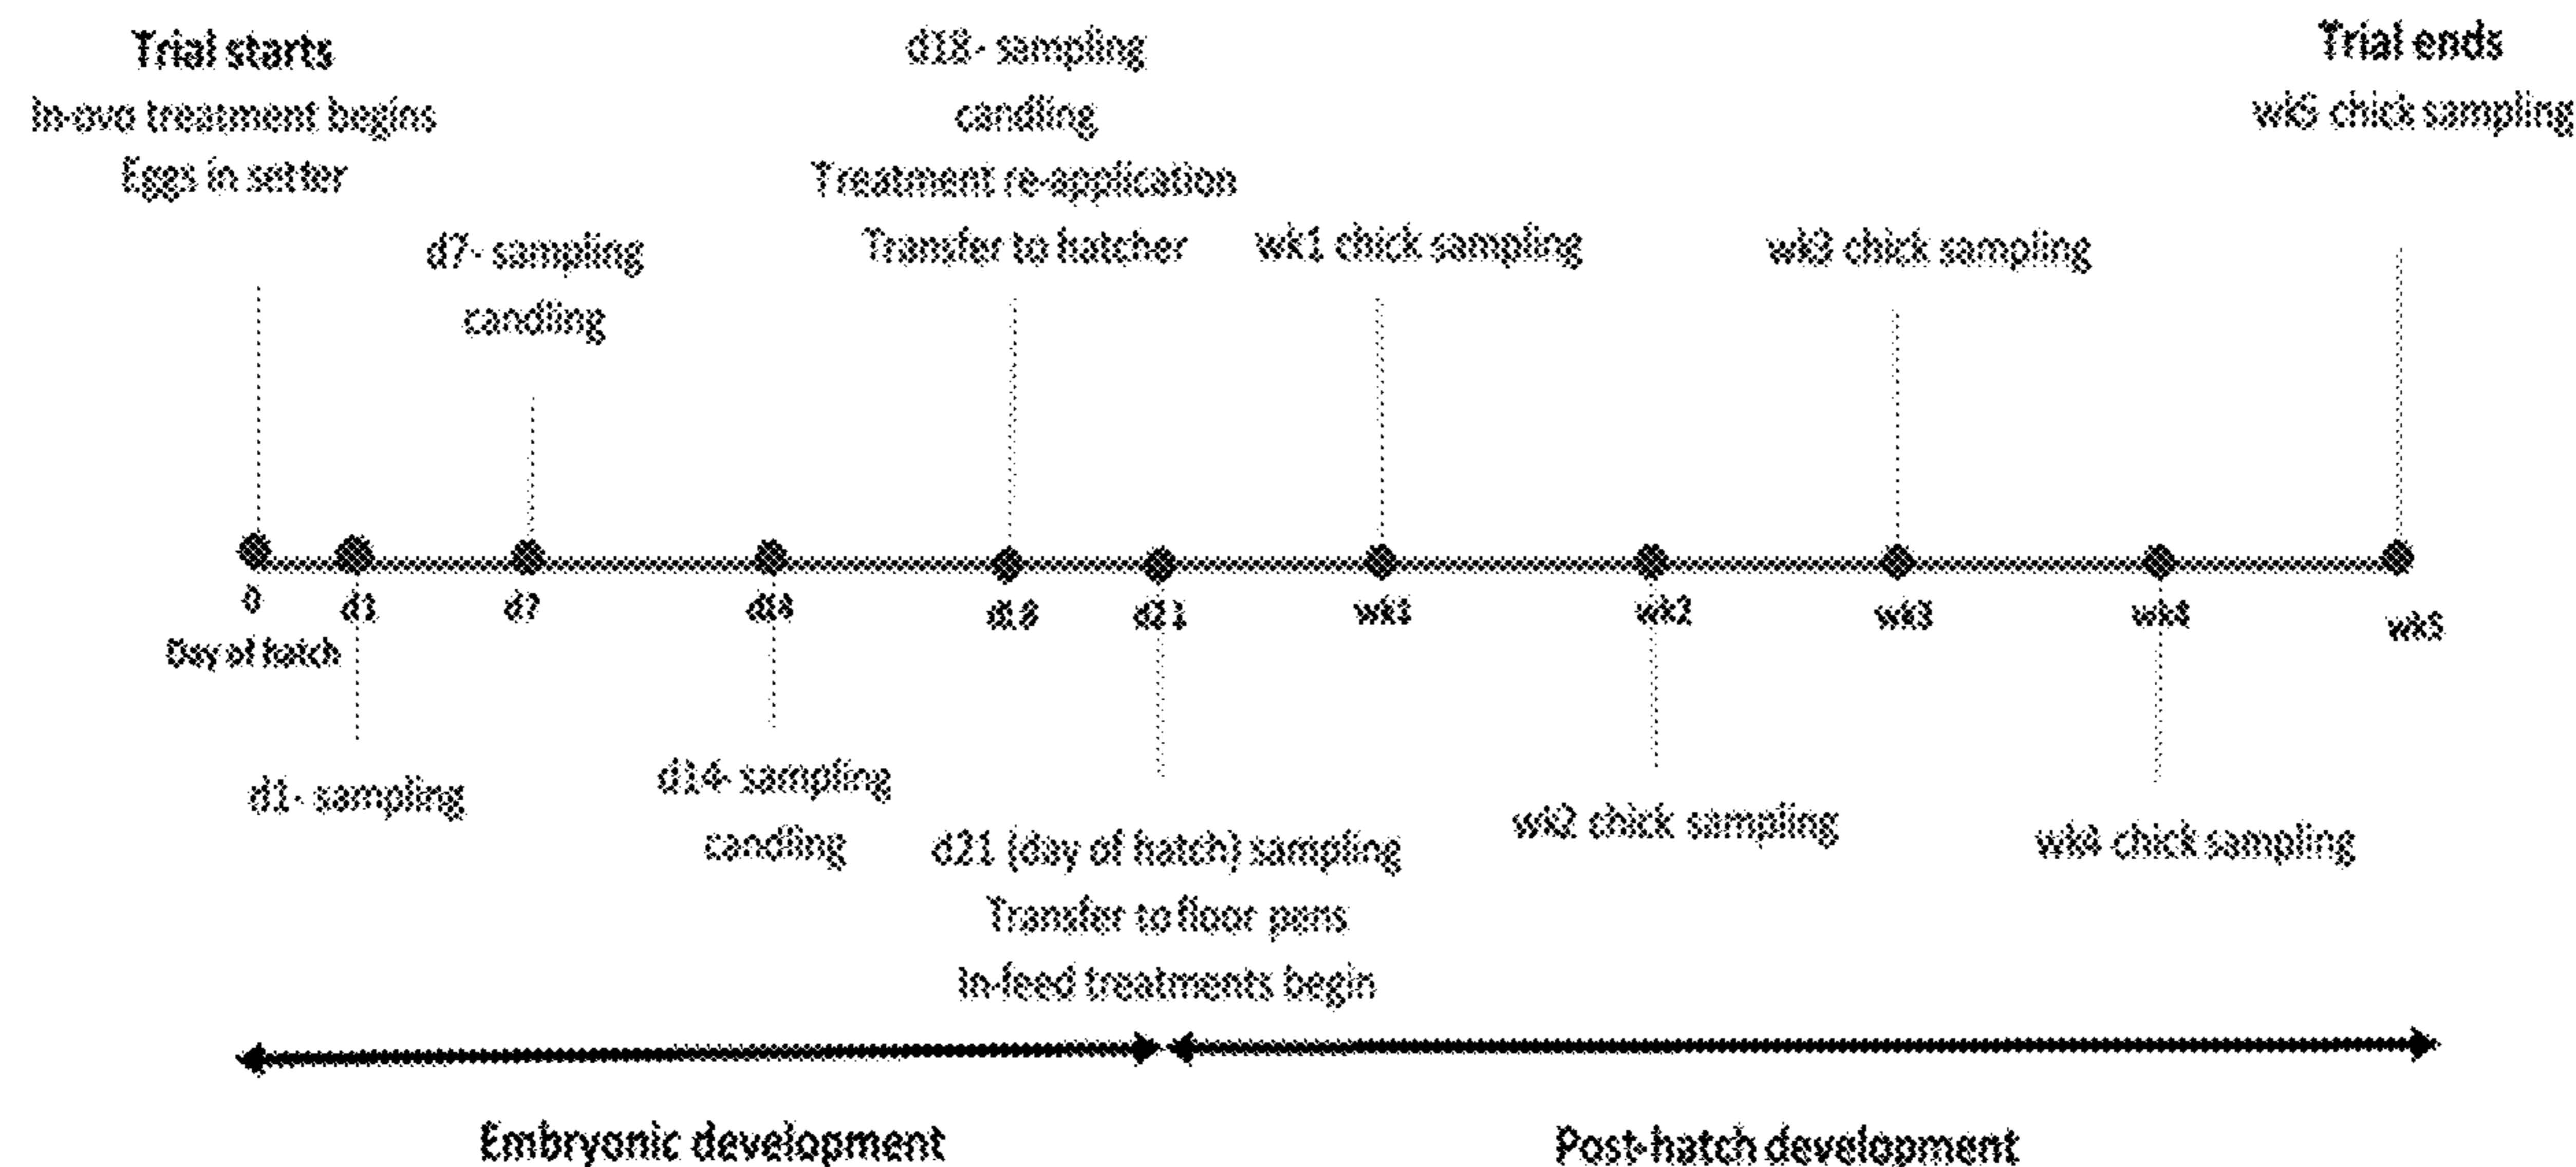 Trial starts
In-ovo treatment begins
Eggs in setter
d7- sampling
candling
d18- sampling
candling
Treatment re-application
Transfer to hatcher
wk1 chick sampling
wk3 chick sampling
Trial ends
wk5 chick sampling
0
d1
d7
d14
d18
d21
wk1
wk2
wk3
wk4
wk5
Day of hatch
d1- sampling
d14- sampling
candling
d21 (day of hatch) sampling
Transfer to floor pens
In-feed treatments begin
wk2 chick sampling
wk4 chick sampling
Embryonic development
Post-hatch development